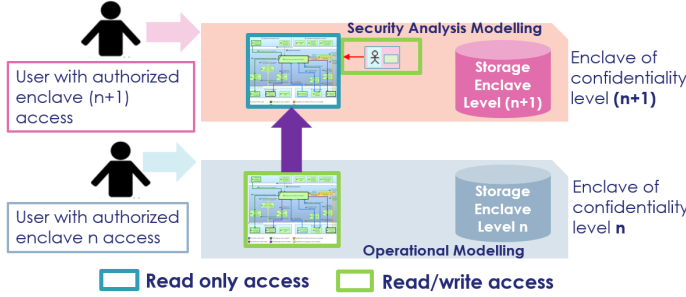 Security Analysis Modelling
User with authorized
enclave (n+1)
access
Storage
Enclave
Level (n+1)
Enclave of
confidentiality
level (n+1)
User with authorized
enclave n access
Storage
Enclave
Level n
Enclave of
confidentiality
level n
Operational Modelling
Read only access
Read/write access